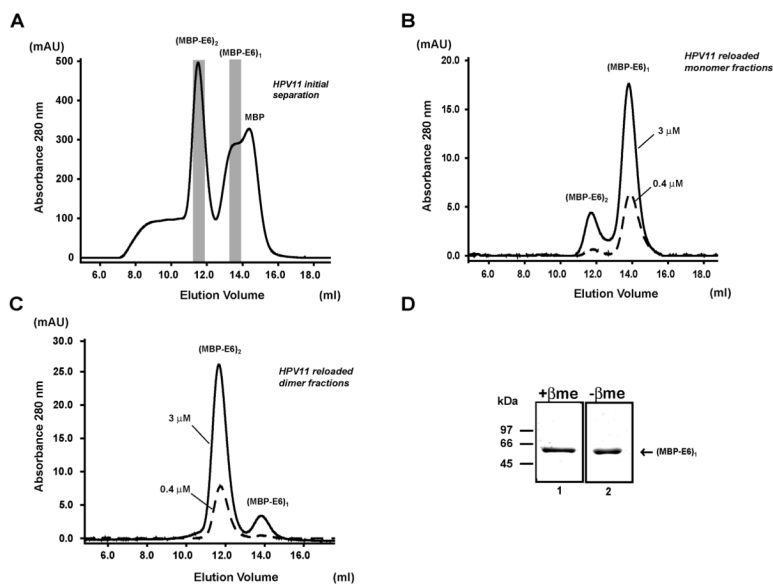 A
(mAU)
(MBP-E6)2
(MBP-E6)1
HPV11 initial
separation
MBP
500
400
300
200
100
0.0
Absorbance 280 nm
6.0 8.0 10.0 12.0 14.0 16.0 18.0
Elution Volume (ml)
B
(mAU)
(MBP-E6)1
HPV11 reloaded
monomer fractions
20.0
15.0
10.0
5.0
0.0
Absorbance 280 nm
3 µM
0.4 µM
(MBP-E6)2
6.0 8.0 10.0 12.0 14.0 16.0 18.0
Elution Volume (ml)
C
(mAU)
(MBP-E6)2
HPV11 reloaded
dimer fractions
30.0
25.0
20.0
15.0
10.0
5.0
0.0
Absorbance 280 nm
3 µM
0.4 µM
(MBP-E6)1
6.0 8.0 10.0 12.0 14.0 16.0
Elution Volume (ml)
D
kDa
+βme -βme
97
66
45
(MBP-E6)1
1 2